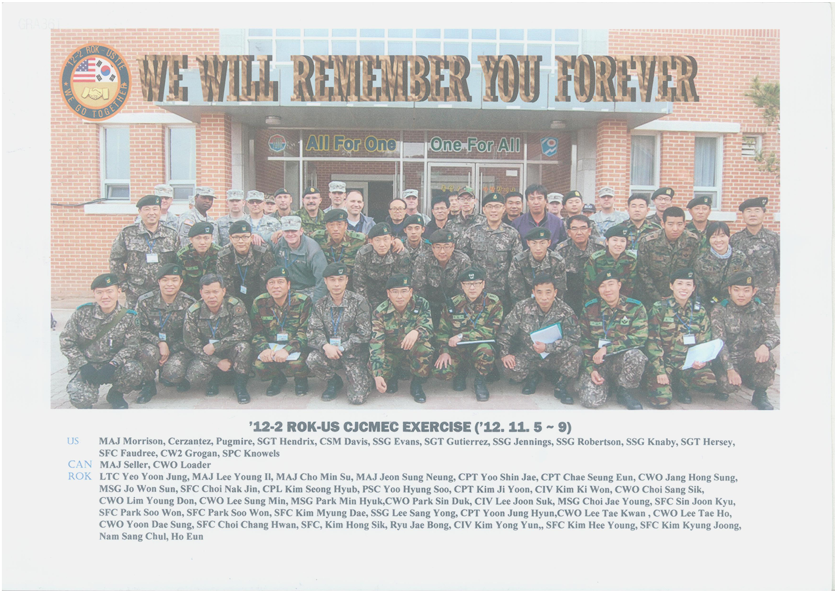 12-2 ROK US
WE GO TOGETHER
WE WILL REMEMBER YOU FOREVER
All For One One For All
'12-2 ROK-US CJCMEC EXERCISE ('12. 11. 5 ~ 9)
US MAJ Morrison, Cerzantez, Pugmire, SGT Hendrix, CSM Davis, SSG Evans, SGT Gutierrez, SSG Jennings, SSG Robertson, SSG Knaby, SGT Hersey,
SFC Faudree, CW2 Grogan, SPC Knowels
CAN MAJ Seller, CWO Loader
ROK LTC Yeo Yoon Jung, MAJ Lee Young Il, MAJ Cho Min Su, MAJ Jeon Sung Neung, CPT Yoo Shin Jae, CPT Chae Seung Eun, CWO Jang Hong Sung,
MSG Jo Won Sun, SFC Choi Nak Jin, CPL Kim Seong Hyub, PSC Yoo Hyung Soo, CPT Kim Ji Yoon, CIV Kim Ki Won, CWO Choi Sang Sik,
CWO Lim Young Don, CWO Lee Sung Min, MSG Park Min Hyuk,CWO Park Sin Duk, CIV Lee Joon Suk, MSG Choi Jae Young, SFC Sin Joon Kyu,
SFC Park Soo Won, SFC Park Soo Won, SFC Kim Myung Dae, SSG Lee Sang Yong, CPT Yoon Jung Hyun,CWO Lee Tae Kwan , CWO Lee Tae Ho,
CWO Yoon Dae Sung, SFC Choi Chang Hwan, SFC, Kim Hong Sik, Ryu Jae Bong, CIV Kim Yong Yun,, SFC Kim Hee Young, SFC Kim Kyung Joong,
Nam Sang Chul, Ho Eun